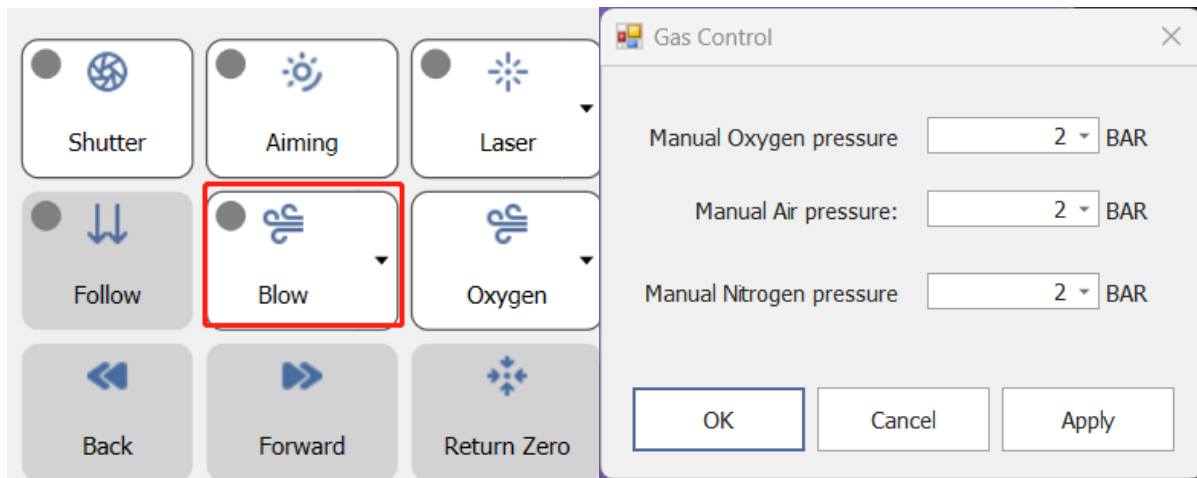 Shutter
Aiming
Laser
Follow
Blow
Oxygen
Back
Forward
Return Zero
Gas Control
Manual Oxygen pressure 2 BAR
Manual Air pressure: 2 BAR
Manual Nitrogen pressure 2 BAR
OK
Cancel
Apply